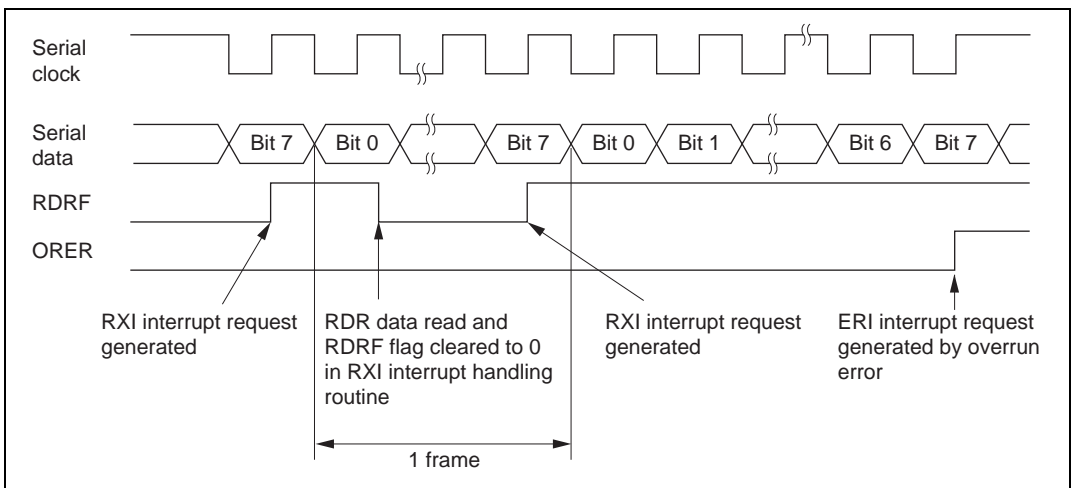 Serial
clock
Serial
data
Bit 7
Bit 0
Bit 7
Bit 0
Bit 1
Bit 6
Bit 7
RDRF
ORER
RXI interrupt request
generated
RDR data read and
RDRF flag cleared to 0
in RXI interrupt handling
routine
RXI interrupt request
generated
ERI interrupt request
generated by overrun
error
1 frame